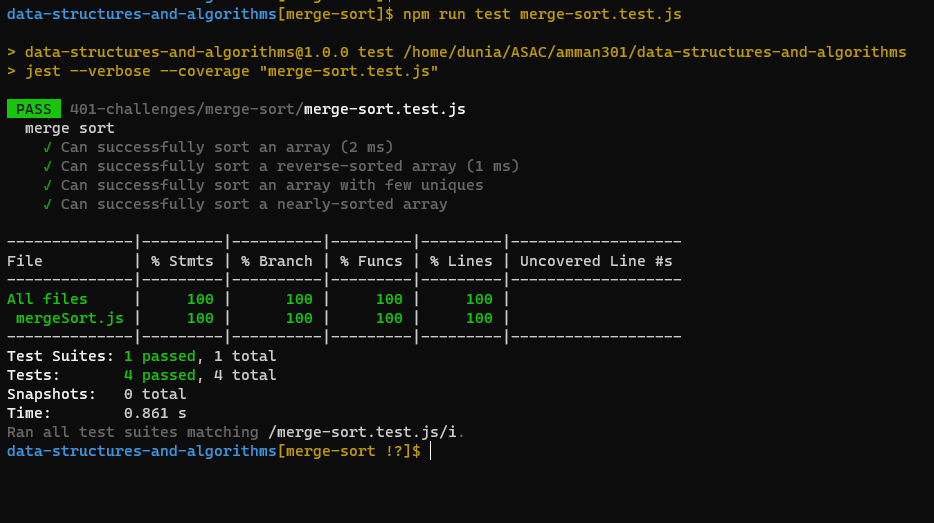 data-structures-and-algorithms[merge-sort]$ npm run test merge-sort.test.js
> data-structures-and-algorithms@1.0.0 test /home/dunia/ASAC/amman301/data-structures-and-algorithms
> jest --verbose --coverage "merge-sort.test.js"
PASS 401-challenges/merge-sort/merge-sort.test.js
merge sort
✓ Can successfully sort an array (2 ms)
✓ Can successfully sort a reverse-sorted array (1 ms)
✓ Can successfully sort an array with few uniques
✓ Can successfully sort a nearly-sorted array
--------------|---------|----------|---------|---------|-------------------
File          | % Stmts | % Branch | % Funcs | % Lines | Uncovered Line #s
--------------|---------|----------|---------|---------|-------------------
All files     |     100 |      100 |     100 |     100 |
 mergeSort.js |     100 |      100 |     100 |     100 |
--------------|---------|----------|---------|---------|-------------------
Test Suites: 1 passed, 1 total
Tests:       4 passed, 4 total
Snapshots:   0 total
Time:        0.861 s
Ran all test suites matching /merge-sort.test.js/i.
data-structures-and-algorithms[merge-sort !?]$